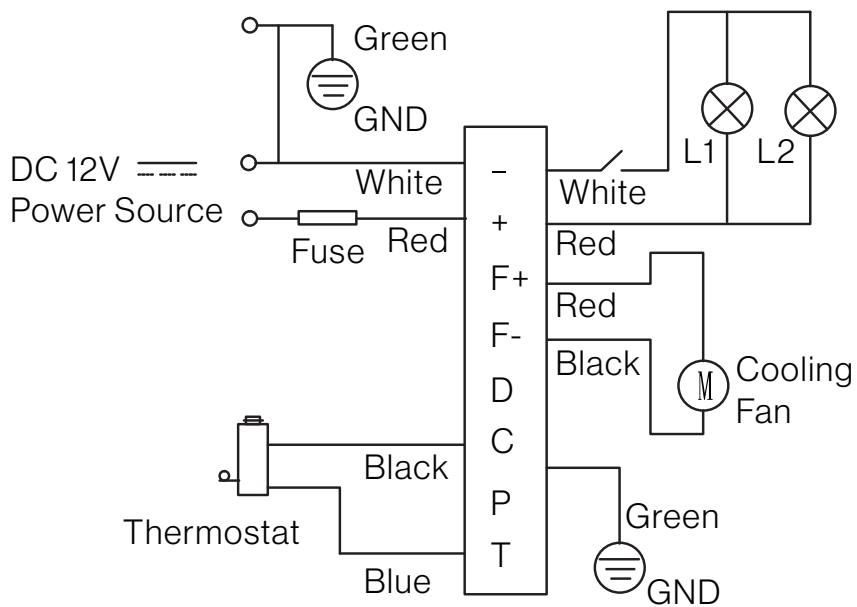 Green
GND
DC 12V
Power Source
White
Fuse
Red
–
+
F+
F-
D
C
P
T
White
L1
L2
Red
Red
Black
M
Cooling
Fan
Black
Thermostat
Blue
Green
GND